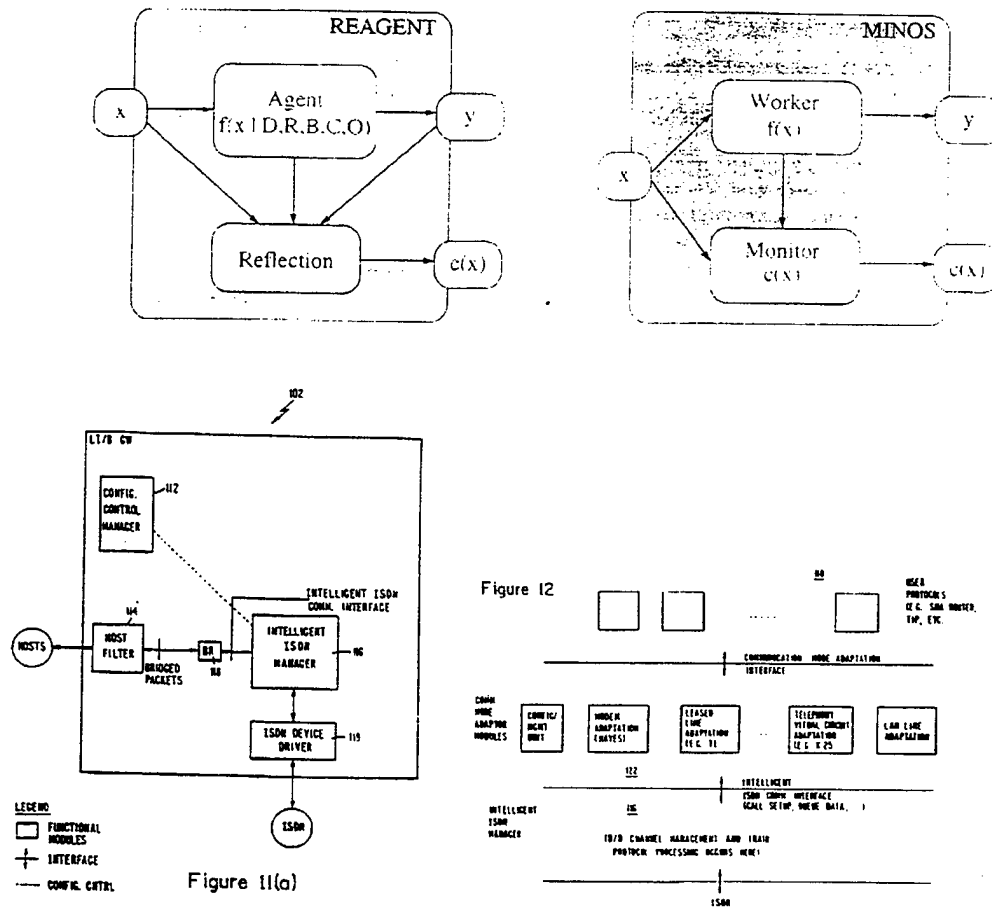 REAGENT
x
Agent
f(x | D,R,B,C,O)
y
Reflection
c(x)
MINOS
Worker
f(x)
y
x
Monitor
c(x)
c(x)
102
LI/B GW
CONFIG.
CONTROL
MANAGER
112
INTELLIGENT ISDN
COMM. INTERFACE
114
HOSTS
HOST
FILTER
BRIDGED
PACKETS
BR
118
INTELLIGENT
ISDN
MANAGER
116
ISDN DEVICE
DRIVER
119
ISDN
LEGEND
FUNCTIONAL
MODULES
INTERFACE
CONFIG. CNTRL
Figure 11(a)
Figure 12
USER
PROTOCOLS
(E.G. SNA ROUTER,
ETC.
COMMUNICATION MODE ADAPTATION
INTERFACE
COMM
MODE
ADAPTOR
MODULES
CONFIG/
MGMT
UNIT
MODEM
ADAPTATION
(HAYES)
LEASED
LINE
ADAPTATION
(E.G. T1)
TELEPHONY
VIRTUAL CIRCUIT
ADAPTATION
(E.G. X.25
LAN LINE
ADAPTATION
122
INTELLIGENT
ISDN COMM INTERFACE
(CALL SETUP, QUEUE DATA, )
INTELLIGENT
ISDN
MANAGER
116
CHANNEL MANAGEMENT AND
PROTOCOL PROCESSING OCCURS HERE)
ISDN